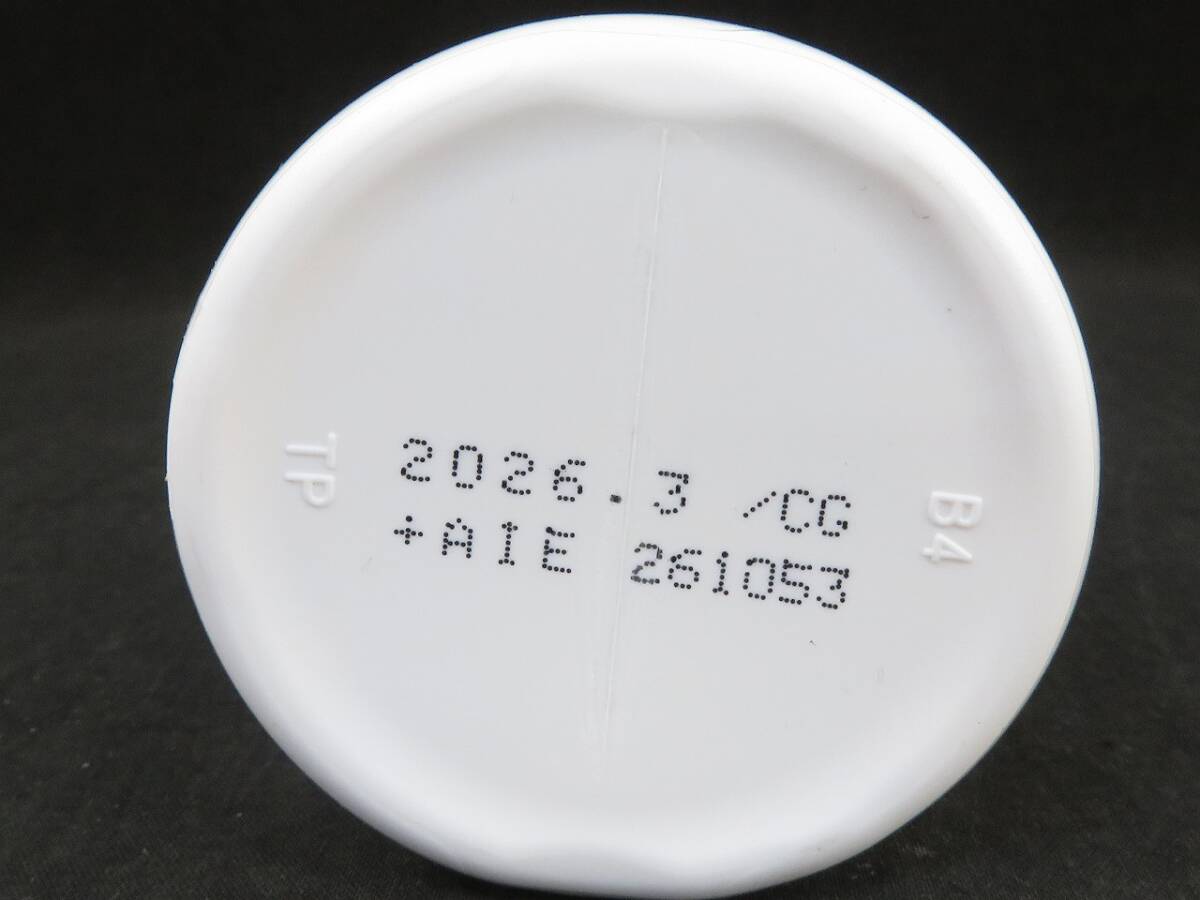 2026.3 /CG
+AIE 261053
TP
B4